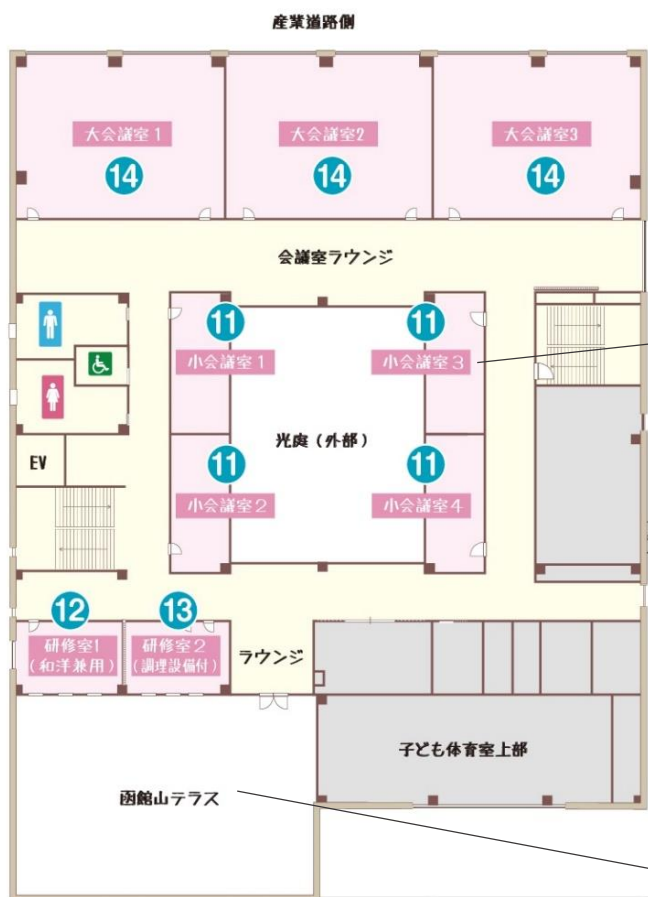 産業道路側
大会議室1
大会議室2
大会議室3
14
14
14
会議室ラウンジ
11
11
小会議室1
小会議室3
光庭(外部)
EV
11
11
小会議室2
小会議室4
12
13
研修室1
(和洋兼用)
研修室2
(調理設備付)
ラウンジ
子ども体育室上部
函館山テラス